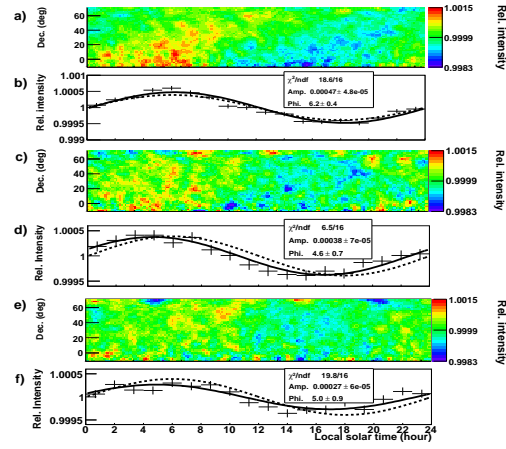 a)
Dec. (deg)
60
40
20
0
1.0015
0.9999
0.9983
Rel. intensity
b)
Rel. intensity
1.001
1
0.9995
χ²/ndf 18.6/16
Amp. 0.00047 ± 4.8e-05
Phi. 6.2 ± 0.4
c)
Dec. (deg)
60
40
20
0
1.0015
0.9999
0.9983
Rel. intensity
d)
Rel. Intensity
1.0005
1
0.9995
χ²/ndf 6.5/16
Amp. 0.00038 ± 7e-05
Phi. 4.6 ± 0.7
e)
Dec. (deg)
60
40
20
0
1.0015
0.9999
0.9983
Rel. intensity
f)
Rel. Intensity
1.0005
1
0.9995
χ²/ndf 19.8/16
Amp. 0.00027 ± 6e-05
Phi. 5.0 ± 0.9
0 2 4 6 8 10 12 14 16 18 20 22 24
Local solar time (hour)